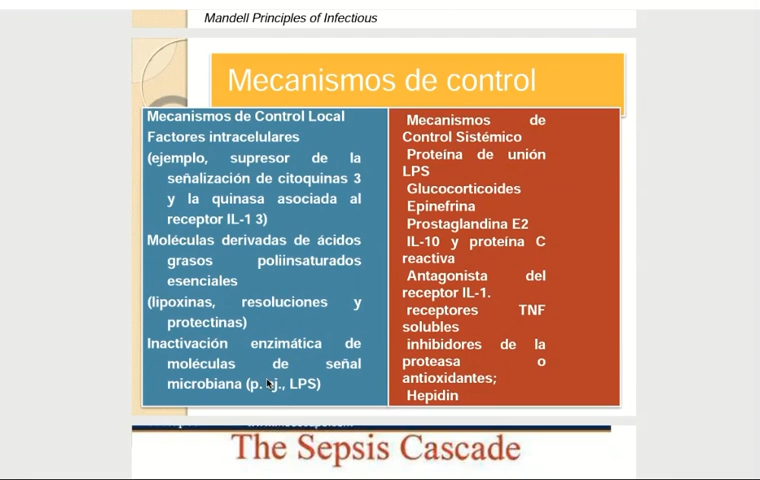 Mandell Principles of Infectious
Mecanismos de control
Mecanismos de Control Local
Factores intracelulares
(ejemplo, supresor de la
señalización de citoquinas 3
y la quinasa asociada al
receptor IL-1 3)
Moléculas derivadas de ácidos
grasos poliinsaturados
esenciales
(lipoxinas, resoluciones y
protectinas)
Inactivación enzimática de
moléculas de señal
microbiana (p. ej., LPS)
Mecanismos de
Control Sistémico
Proteína de unión
LPS
Glucocorticoides
Epinefrina
Prostaglandina E2
IL-10 y proteína C
reactiva
Antagonista del
receptor IL-1.
receptores TNF
solubles
inhibidores de la
proteasa o
antioxidantes;
Hepidin
The Sepsis Cascade